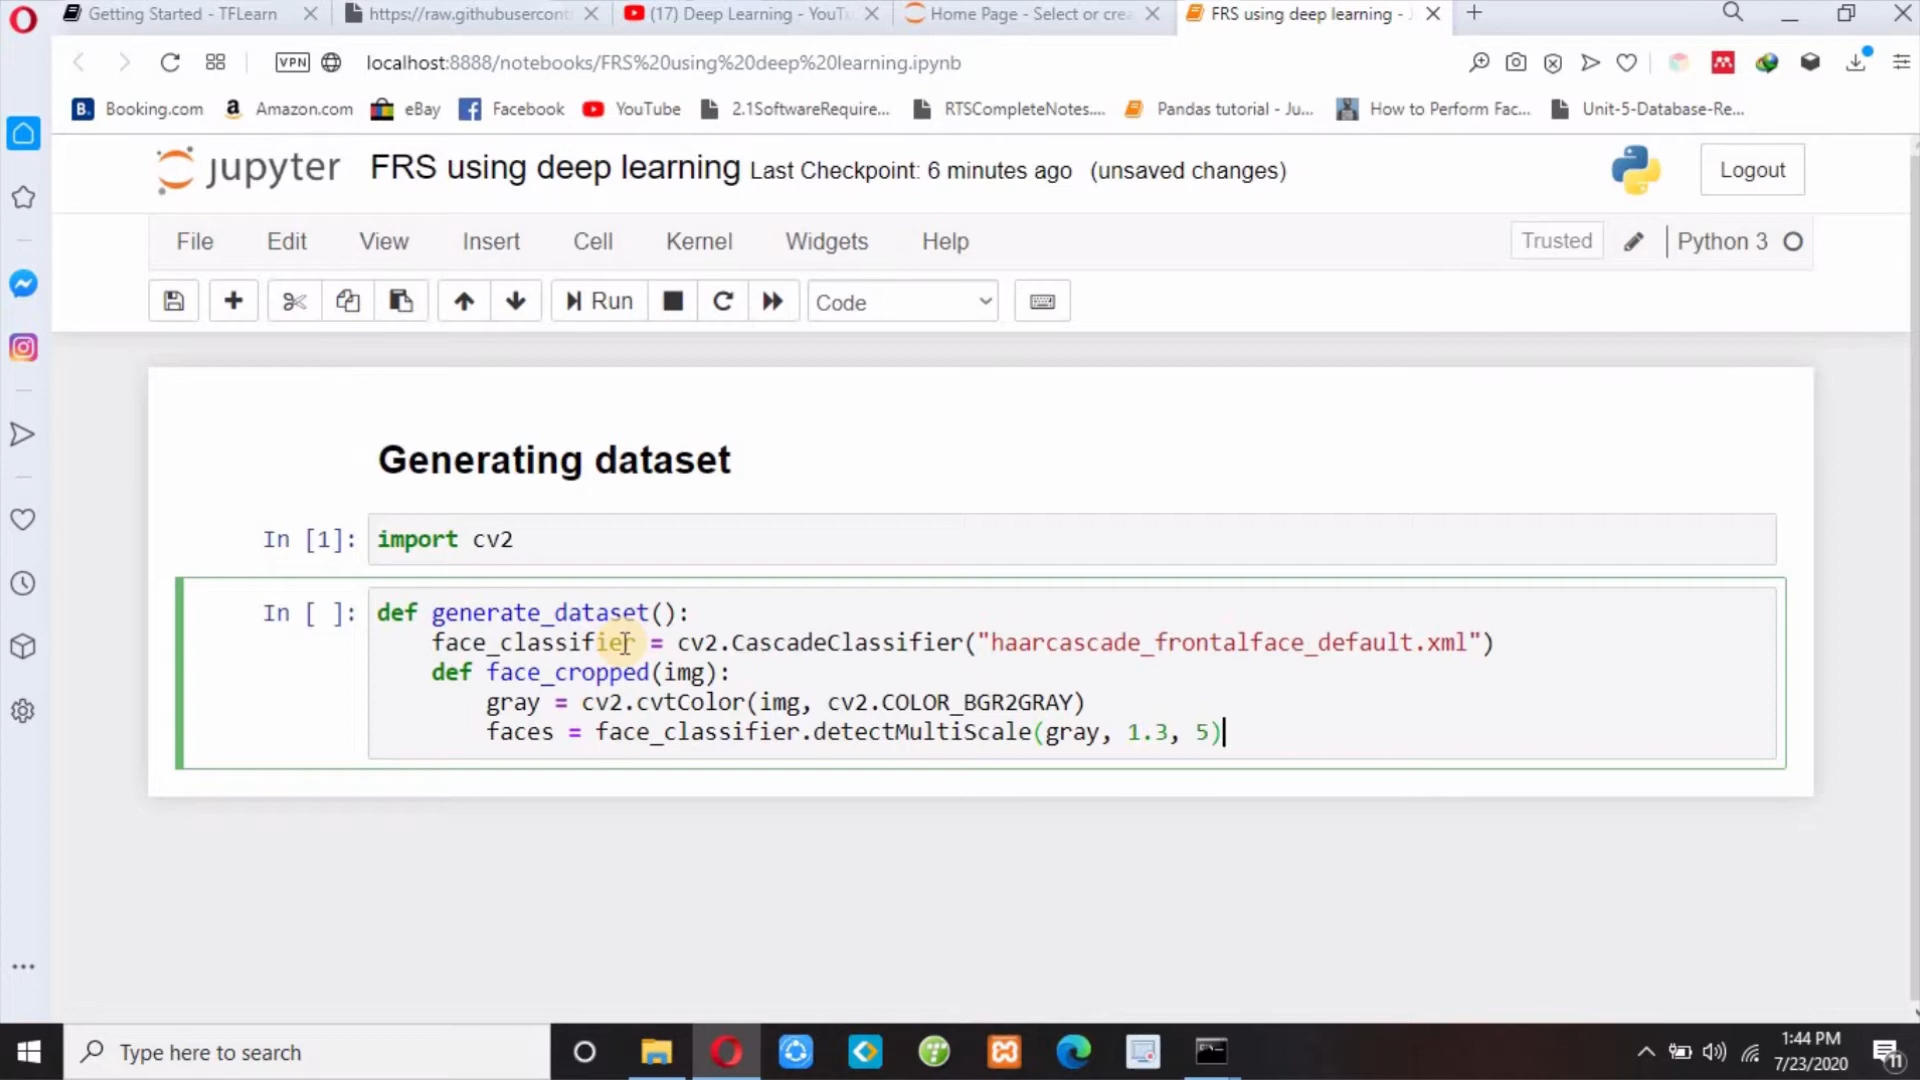 Getting Started - TFLearn
https://raw.githubusercont
(17) Deep Learning - YouTu
Home Page - Select or crea
FRS using deep learning - J
VPN
localhost:8888/notebooks/FRS%20using%20deep%20learning.ipynb
B. Booking.com
a Amazon.com
eBay
Facebook
YouTube
2.1SoftwareRequire...
RTSCompleteNotes....
Pandas tutorial - Ju...
How to Perform Fac...
Unit-5-Database-Re...
jupyter FRS using deep learning Last Checkpoint: 6 minutes ago (unsaved changes)
Logout
File Edit View Insert Cell Kernel Widgets Help
Trusted
Python 3
Run
Code
Generating dataset
In [1]: import cv2
In [ ]: def generate_dataset():
face_classifier = cv2.CascadeClassifier("haarcascade_frontalface_default.xml")
def face_cropped(img):
gray = cv2.cvtColor(img, cv2.COLOR_BGR2GRAY)
faces = face_classifier.detectMultiScale(gray, 1.3, 5)
Type here to search
1:44 PM
7/23/2020
11